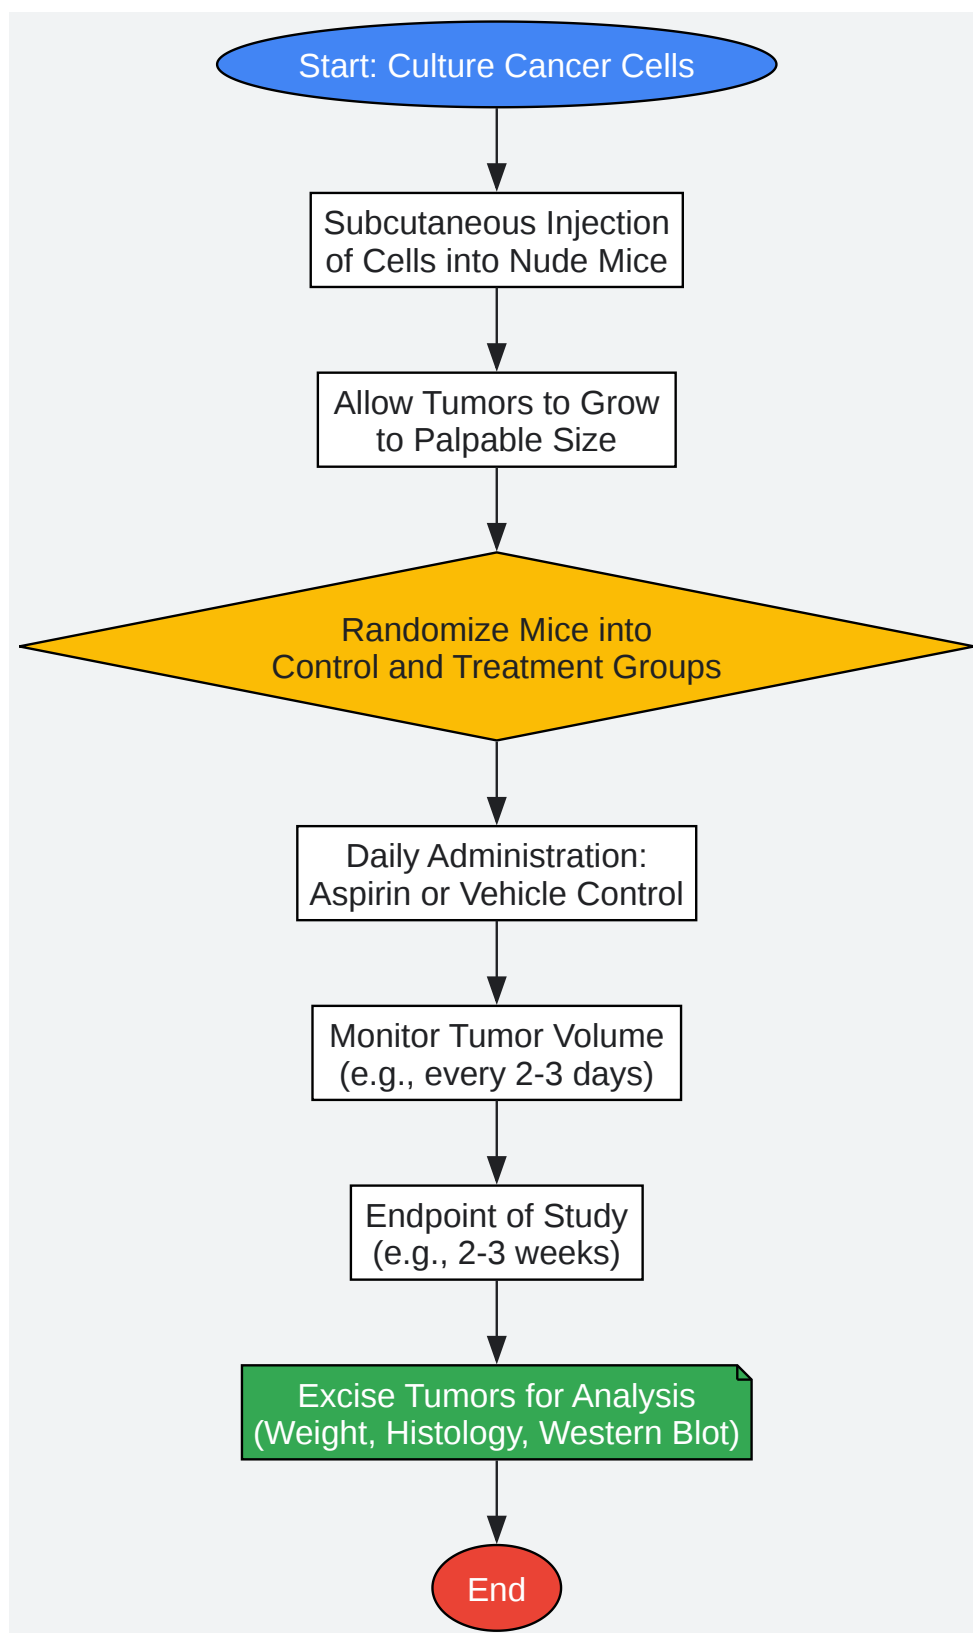 Start: Culture Cancer Cells
Subcutaneous Injection
of Cells into Nude Mice
Allow Tumors to Grow
to Palpable Size
Randomize Mice into
Control and Treatment Groups
Daily Administration:
Aspirin or Vehicle Control
Monitor Tumor Volume
(e.g., every 2-3 days)
Endpoint of Study
(e.g., 2-3 weeks)
Excise Tumors for Analysis
(Weight, Histology, Western Blot)
End